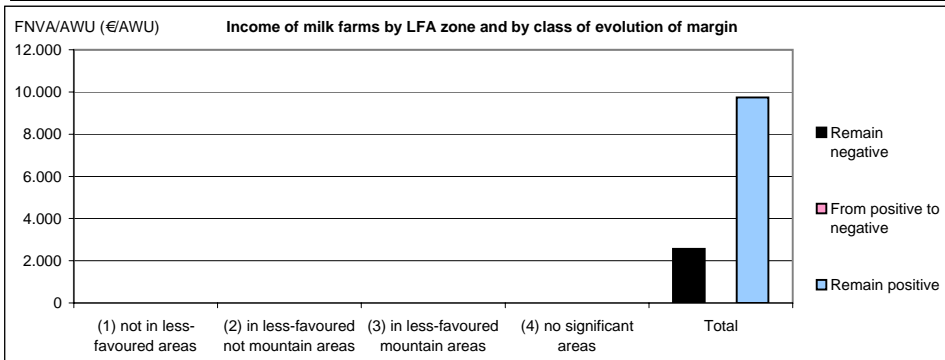 FNVA/AWU (€/AWU)
Income of milk farms by LFA zone and by class of evolution of margin
12.000
10.000
8.000
6.000
4.000
2.000
0
(1) not in less-
favoured areas
(2) in less-favoured
not mountain areas
(3) in less-favoured
mountain areas
(4) no significant
areas
Total
Remain
negative
From positive to
negative
Remain positive